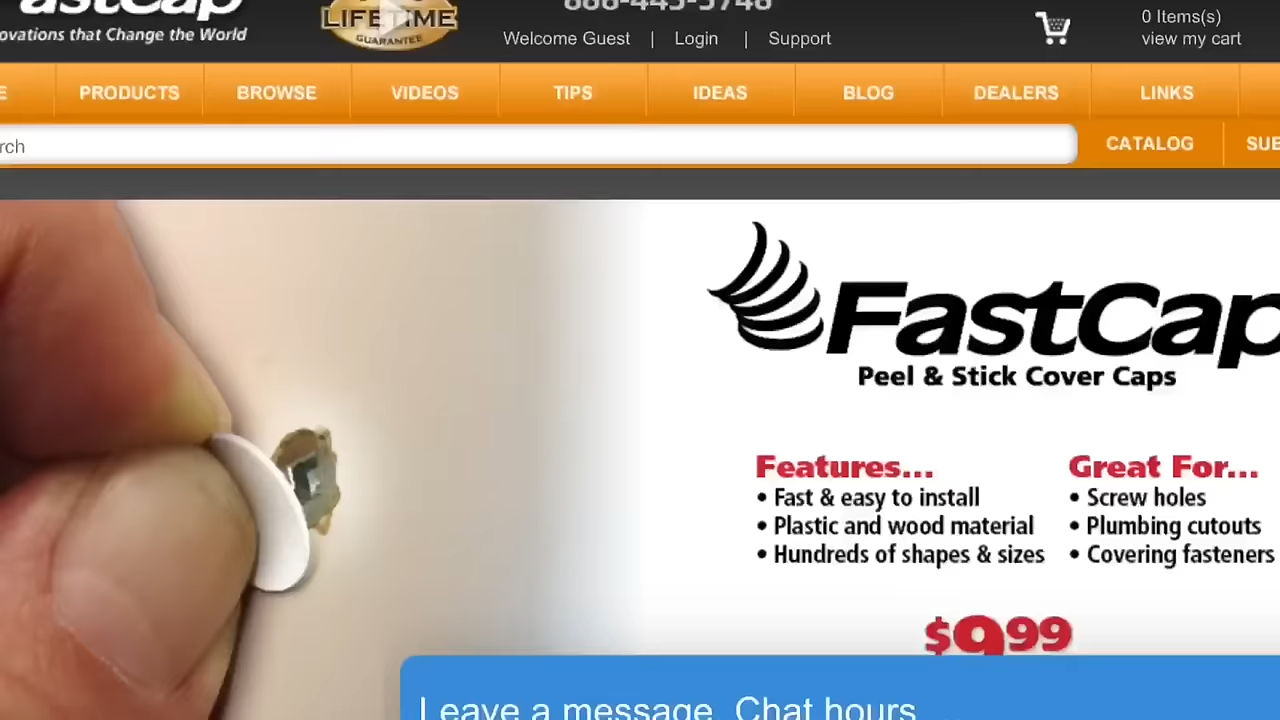 astCap
ovations that Change the World
LIFETIME
GUARANTEE
Welcome Guest | Login | Support
0 Items(s)
view my cart
PRODUCTS BROWSE VIDEOS TIPS IDEAS BLOG DEALERS LINKS
rch
CATALOG
FastCap
Peel & Stick Cover Caps
Features...
• Fast & easy to install
• Plastic and wood material
• Hundreds of shapes & sizes
Great For...
• Screw holes
• Plumbing cutouts
• Covering fasteners
$9.99
Leave a message. Chat hours